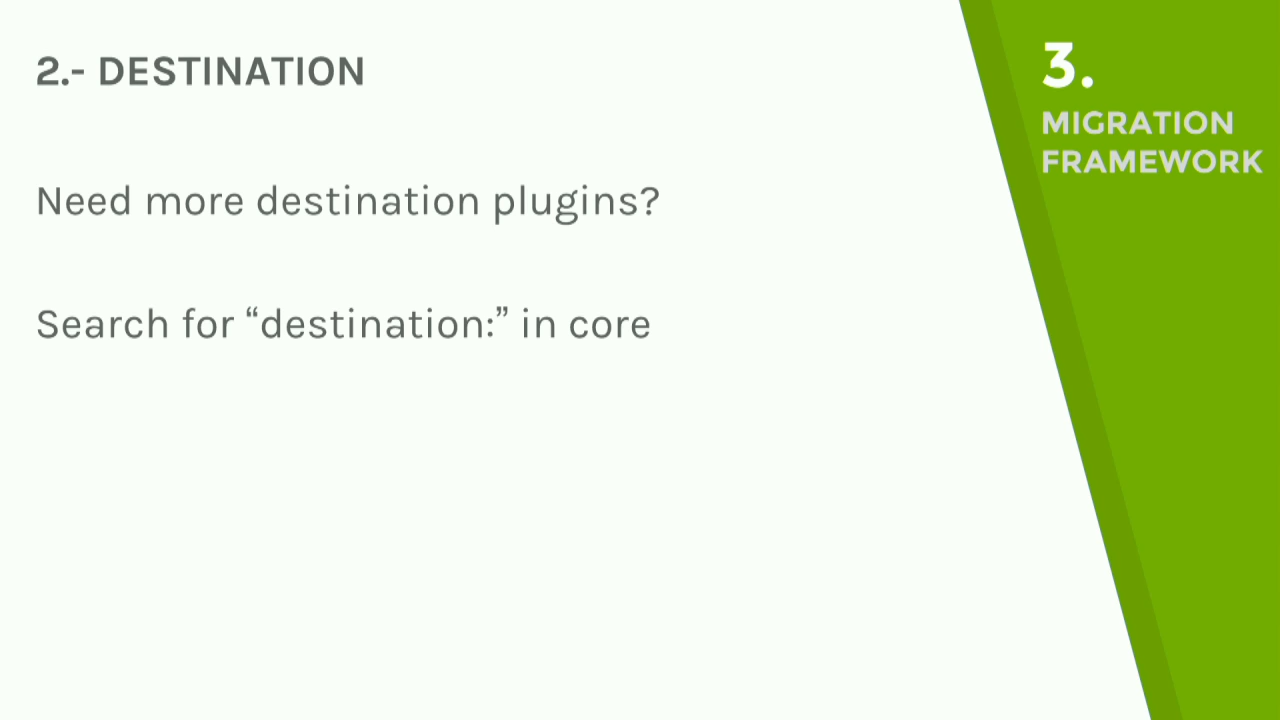 2.- DESTINATION
Need more destination plugins?
Search for “destination:” in core
3.
MIGRATION
FRAMEWORK